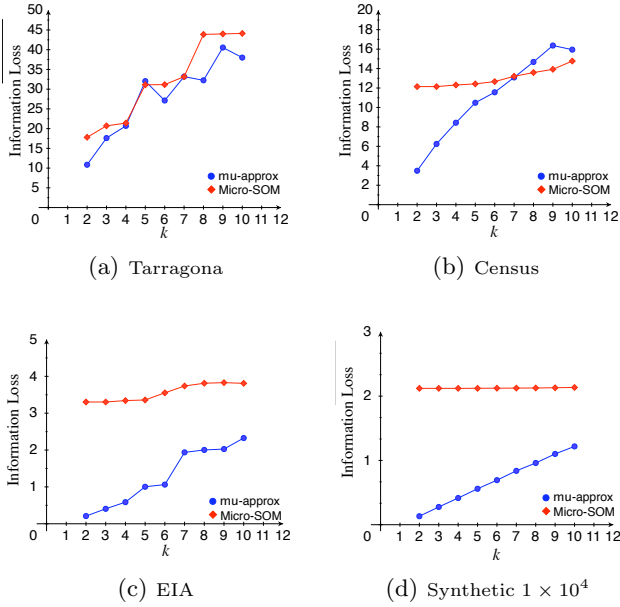 50
45
40
35
30
25
20
15
10
5
0
Information Loss
1 2 3 4 5 6 7 8 9 10 11 12
k
mu-approx
Micro-SOM
(a) Tarragona
20
18
16
14
12
10
8
6
4
2
0
Information Loss
1 2 3 4 5 6 7 8 9 10 11 12
k
mu-approx
Micro-SOM
(b) Census
5
4
3
2
1
0
Information Loss
1 2 3 4 5 6 7 8 9 10 11 12
k
mu-approx
Micro-SOM
(c) EIA
3
2
1
0
Information Loss
1 2 3 4 5 6 7 8 9 10 11 12
k
mu-approx
Micro-SOM
(d) Synthetic 1 × 10⁴